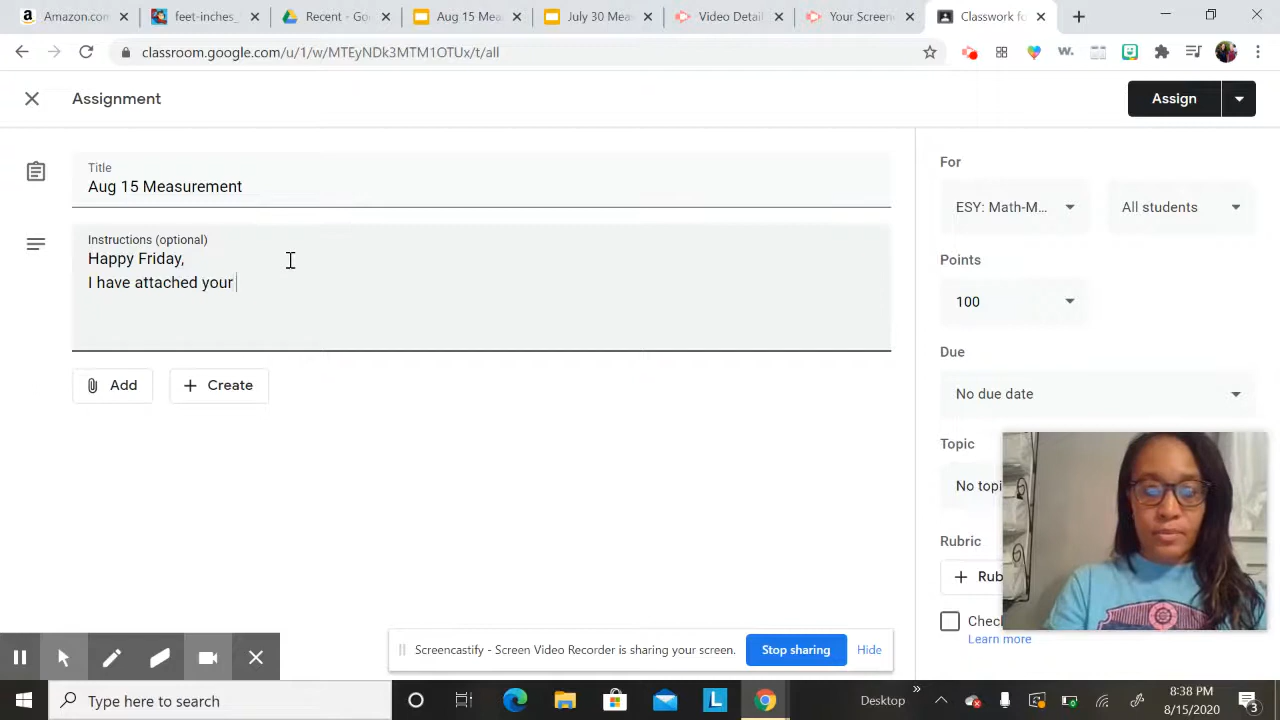 Amazon.com
feet-inches_
Recent - Go
Aug 15 Mea
July 30 Meas
Video Detail
Your Screen
Classwork fo
classroom.google.com/u/1/w/MTEyNDk3MTM1OTUx/t/all
Assignment
Assign
Title
Aug 15 Measurement
Instructions (optional)
Happy Friday,
I have attached your
Add
Create
For
ESY: Math-M...
All students
Points
100
Due
No due date
Topic
No topi
Rubric
Rub
Chec
Learn more
Screencastify - Screen Video Recorder is sharing your screen.
Stop sharing
Hide
Type here to search
Desktop
8:38 PM
8/15/2020
3